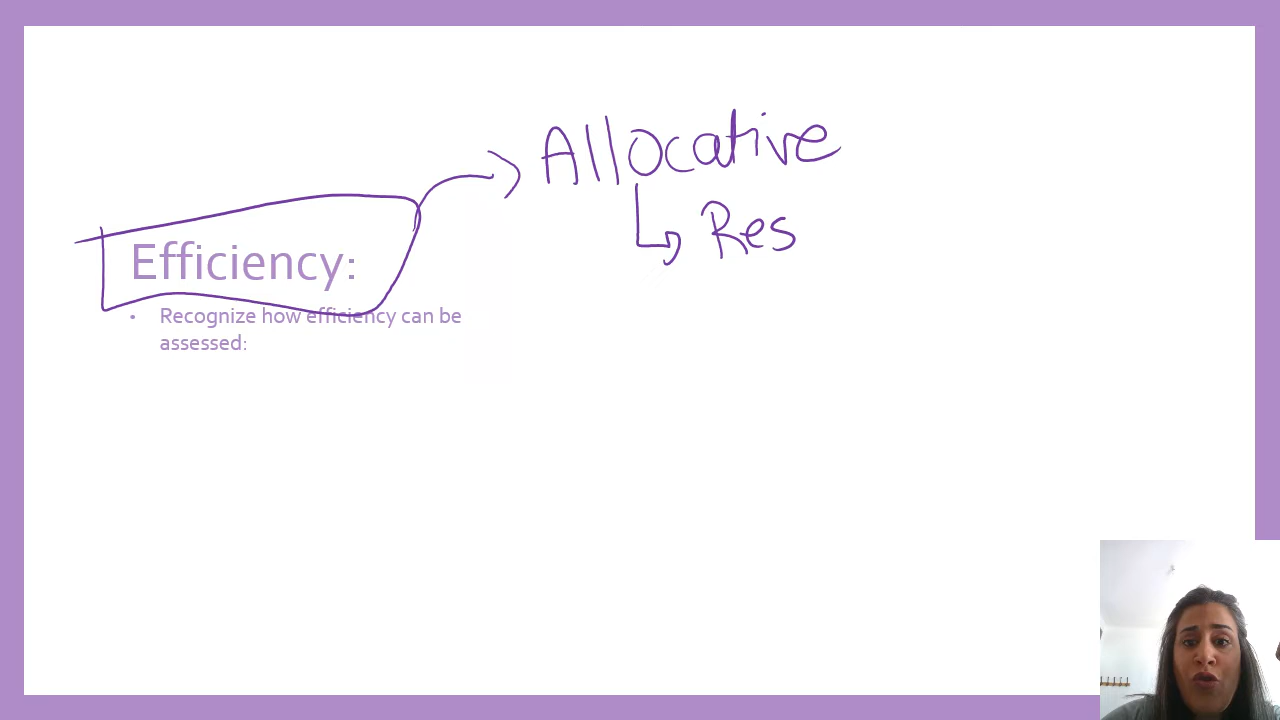 Allocative
Res
Efficiency:
• Recognize how efficiency can be
assessed: